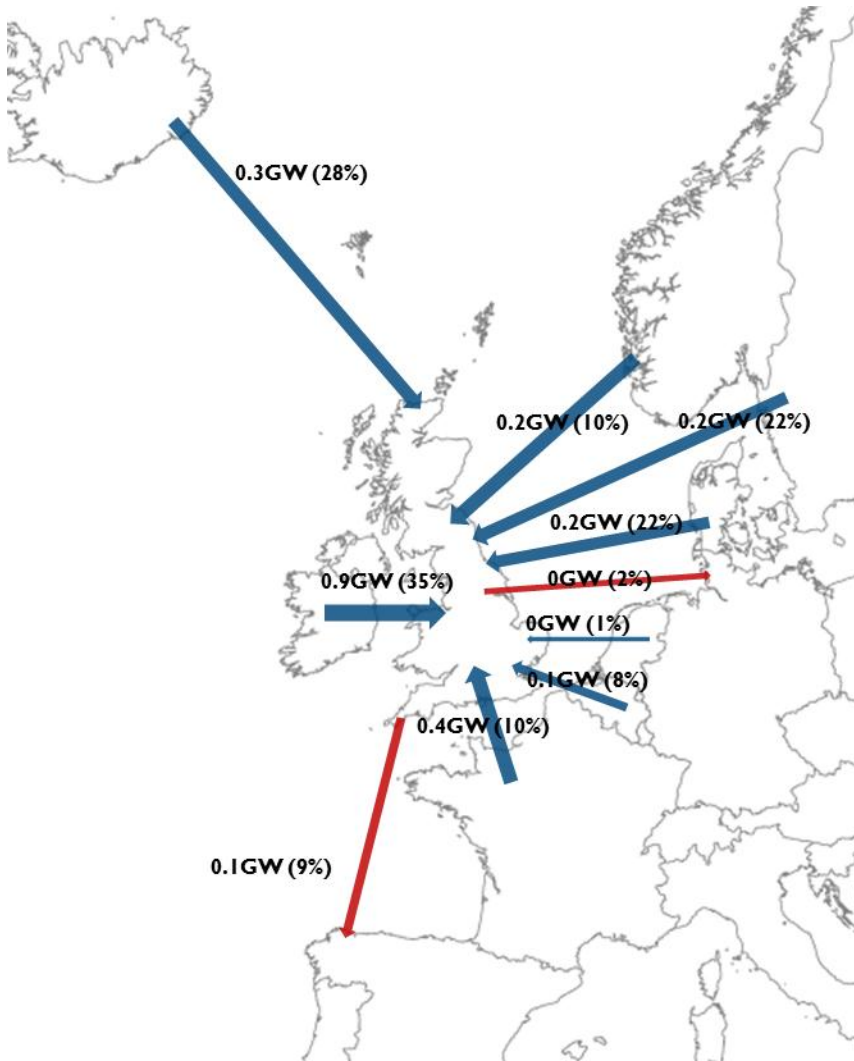 0.3GW (28%)
0.2GW (10%)
0.2GW (22%)
0.2GW (22%)
0.9GW (35%)
0GW (2%)
0GW (1%)
0.1GW (8%)
0.4GW (10%)
0.1GW (9%)